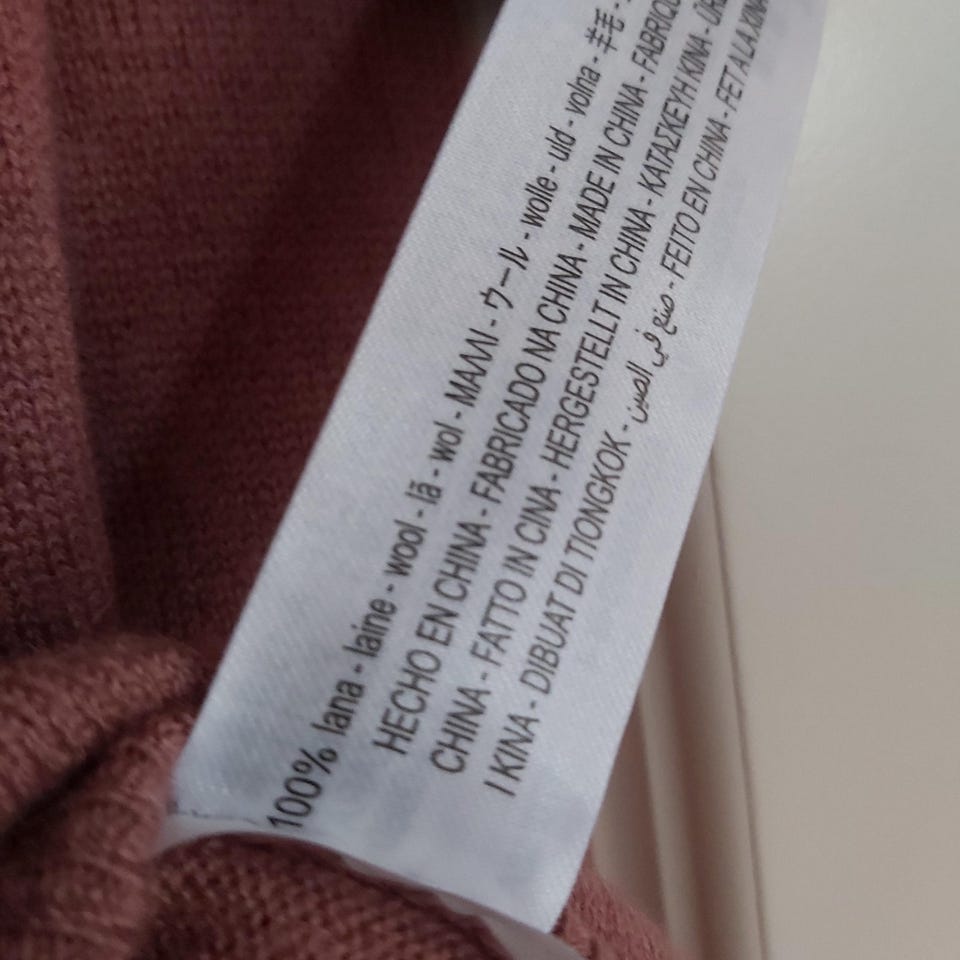 100% lana - laine - wool - lã - wol - ΜΑΛΛΙ - ウール - wolle - uld - volna - 羊毛 -
HECHO EN CHINA - FABRICADO NA CHINA - MADE IN CHINA -
CHINA - FATTO IN CINA - HERGESTELLT IN CHINA - ΚΑΤΑΣΚΕΥΗ ΚΙΝΑ -
I KINA - DIBUAT DI TIONGKOK - صنع في الصين - FEITO EN CHINA - FET A LA XINA